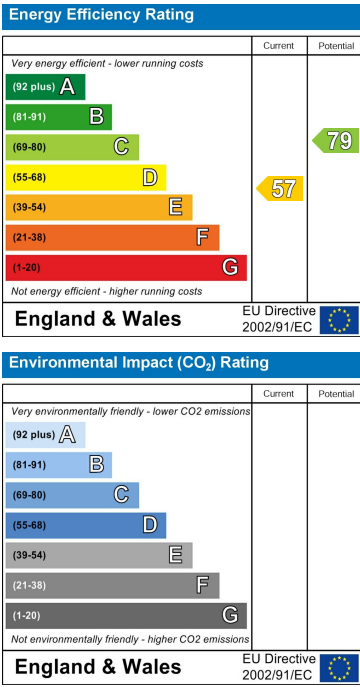 Energy Efficiency Rating
Current Potential
Very energy efficient - lower running costs
(92 plus) A
(81-91) B
(69-80) C
79
(55-68) D
57
(39-54) E
(21-38) F
(1-20) G
Not energy efficient - higher running costs
England & Wales
EU Directive
2002/91/EC
Environmental Impact (CO₂) Rating
Current Potential
Very environmentally friendly - lower CO2 emissions
(92 plus) A
(81-91) B
(69-80) C
(55-68) D
(39-54) E
(21-38) F
(1-20) G
Not environmentally friendly - higher CO2 emissions
England & Wales
EU Directive
2002/91/EC